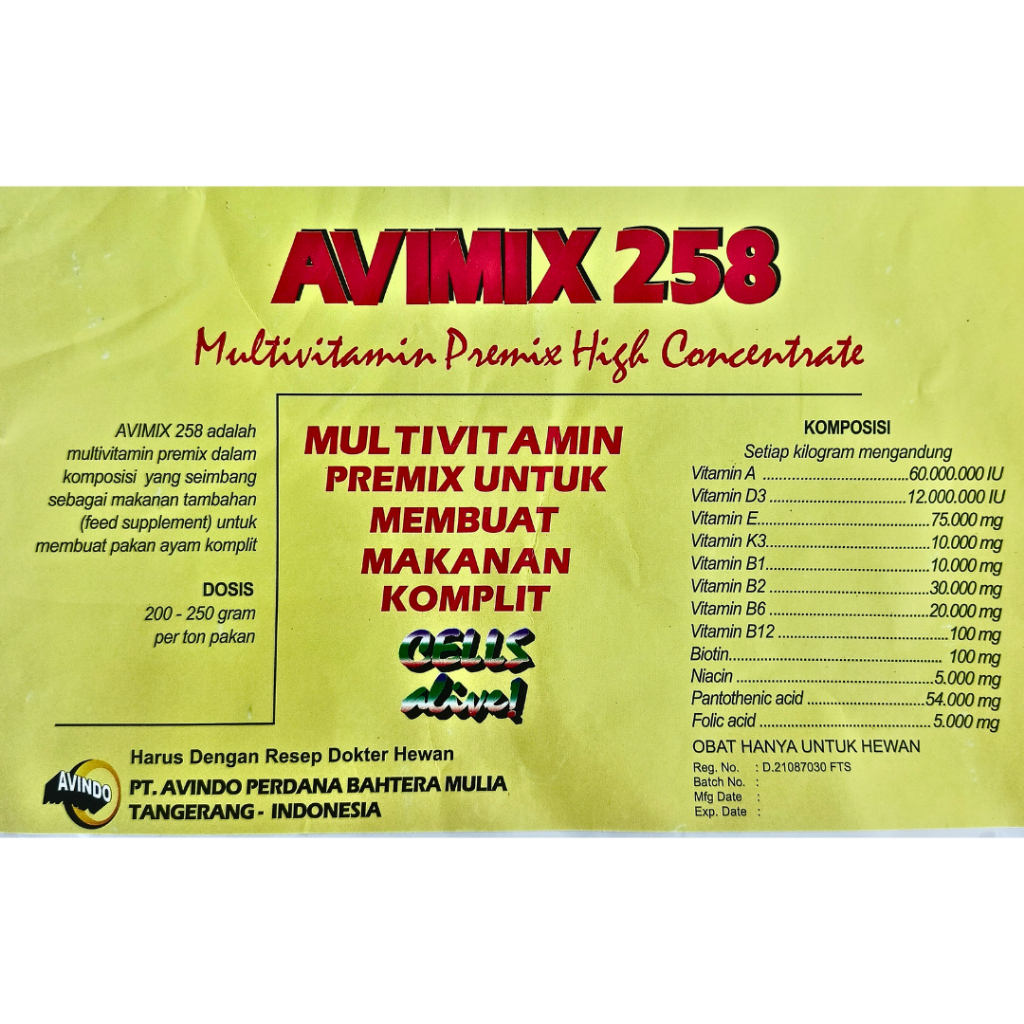 AVIMIX 258
Multivitamin Premix High Concentrate
AVIMIX 258 adalah
multivitamin premix dalam
komposisi yang seimbang
sebagai makanan tambahan
(feed supplement) untuk
membuat pakan ayam komplit
DOSIS
200 - 250 gram
per ton pakan
MULTIVITAMIN
PREMIX UNTUK
MEMBUAT
MAKANAN
KOMPLIT
CELLS
alive!
KOMPOSISI
Setiap kilogram mengandung
Vitamin A ................................60.000.000 IU
Vitamin D3 ..............................12.000.000 IU
Vitamin E.....................................75.000 mg
Vitamin K3...................................10.000 mg
Vitamin B1...................................10.000 mg
Vitamin B2 ..................................30.000 mg
Vitamin B6 ..................................20.000 mg
Vitamin B12 .....................................100 mg
Biotin............................................... 100 mg
Niacin ............................................5.000 mg
Pantothenic acid ..........................54.000 mg
Folic acid .......................................5.000 mg
OBAT HANYA UNTUK HEWAN
Reg. No. : D.21087030 FTS
Batch No. :
Mfg Date :
Exp. Date :
Harus Dengan Resep Dokter Hewan
AVINDO
PT. AVINDO PERDANA BAHTERA MULIA
TANGERANG - INDONESIA